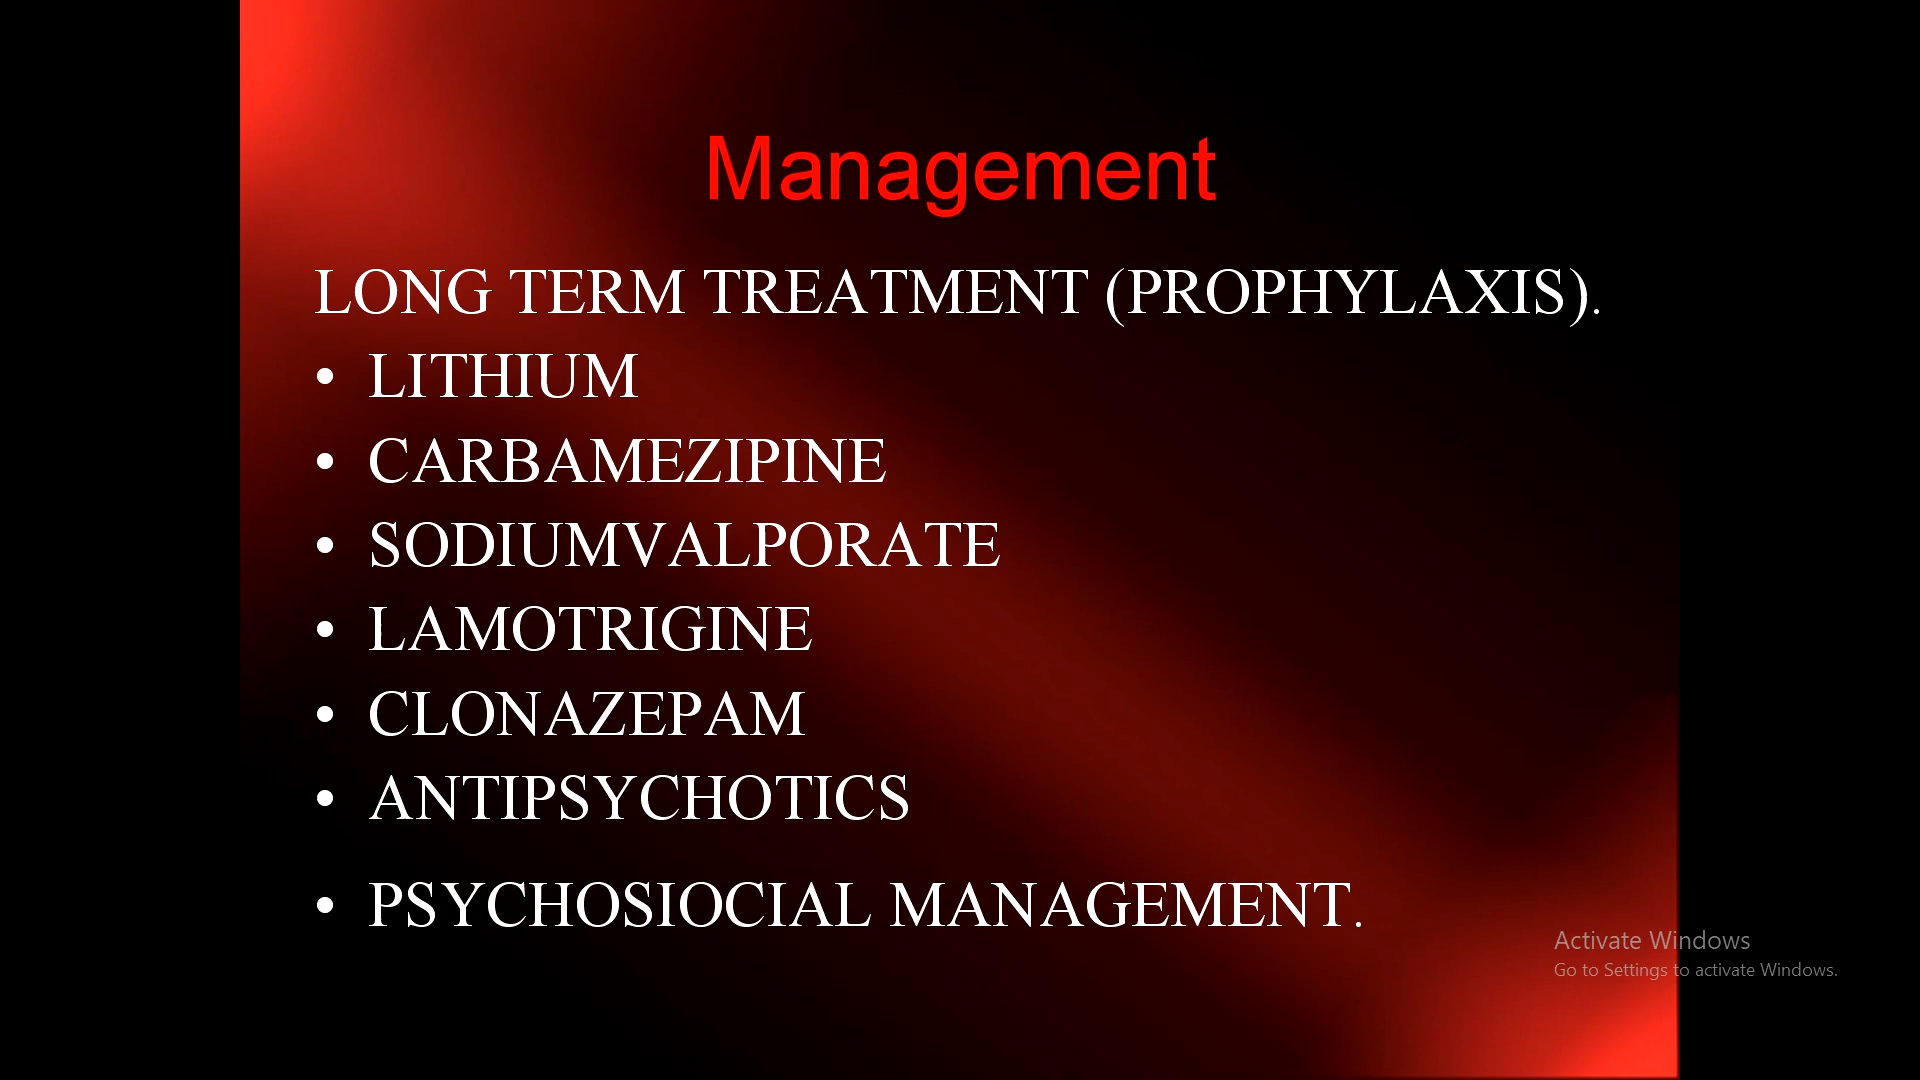 Management
LONG TERM TREATMENT (PROPHYLAXIS).
• LITHIUM
• CARBAMEZIPINE
• SODIUMVALPORATE
• LAMOTRIGINE
• CLONAZEPAM
• ANTIPSYCHOTICS
• PSYCHOSIOCIAL MANAGEMENT.
Activate Windows
Go to Settings to activate Windows.